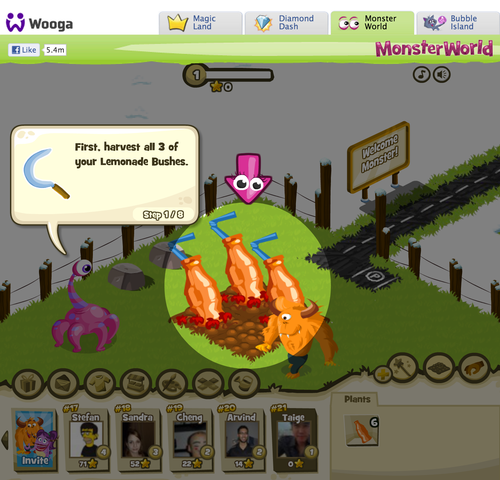 Wooga
Magic
Land
Diamond
Dash
Monster
World
Bubble
Island
Like
5.4m
MonsterWorld
1
0
First, harvest all 3 of
your Lemonade Bushes.
Step 1 / 8
Welcome
Monster!
P
Plants
6
#17
#18
#19
#20
#21
Stefan
Sandra
Cheng
Arvind
Taige
Invite
4
3
2
2
1
71
52
22
14
0